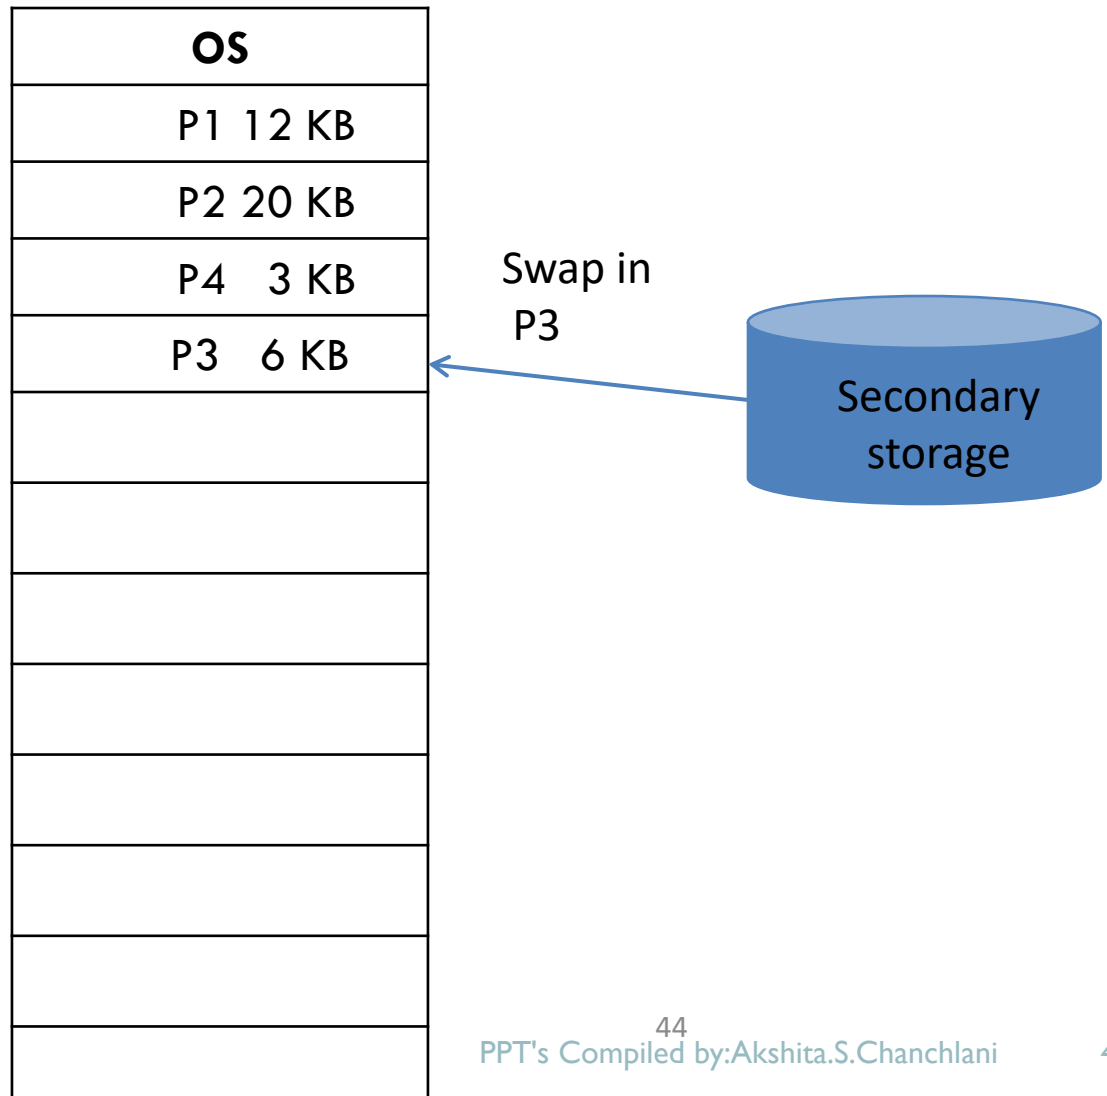 OS
P1 12 KB
P2 20 KB
P4 3 KB
P3 6 KB
Swap in
P3
Secondary
storage
44
PPT's Compiled by:Akshita.S.Chanchlani